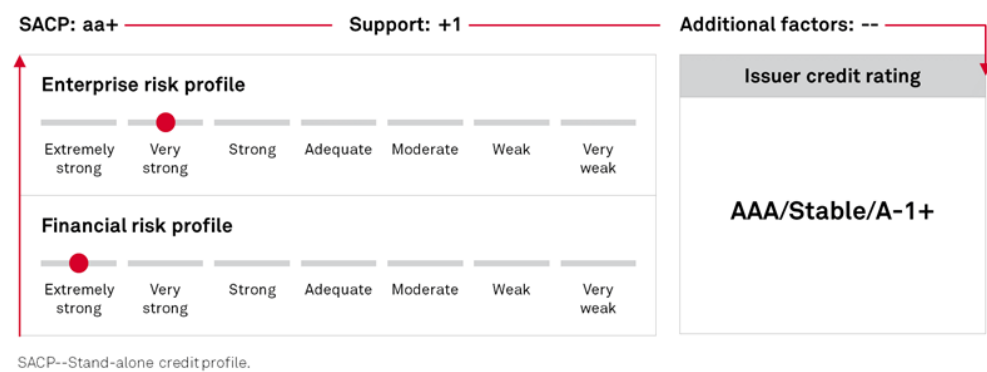 SACP: aa+ Support: +1 Additional factors: --
Enterprise risk profile
Extremely strong Very strong Strong Adequate Moderate Weak Very weak
Financial risk profile
Extremely strong Very strong Strong Adequate Moderate Weak Very weak
Issuer credit rating
AAA/Stable/A-1+
SACP--Stand-alone credit profile.